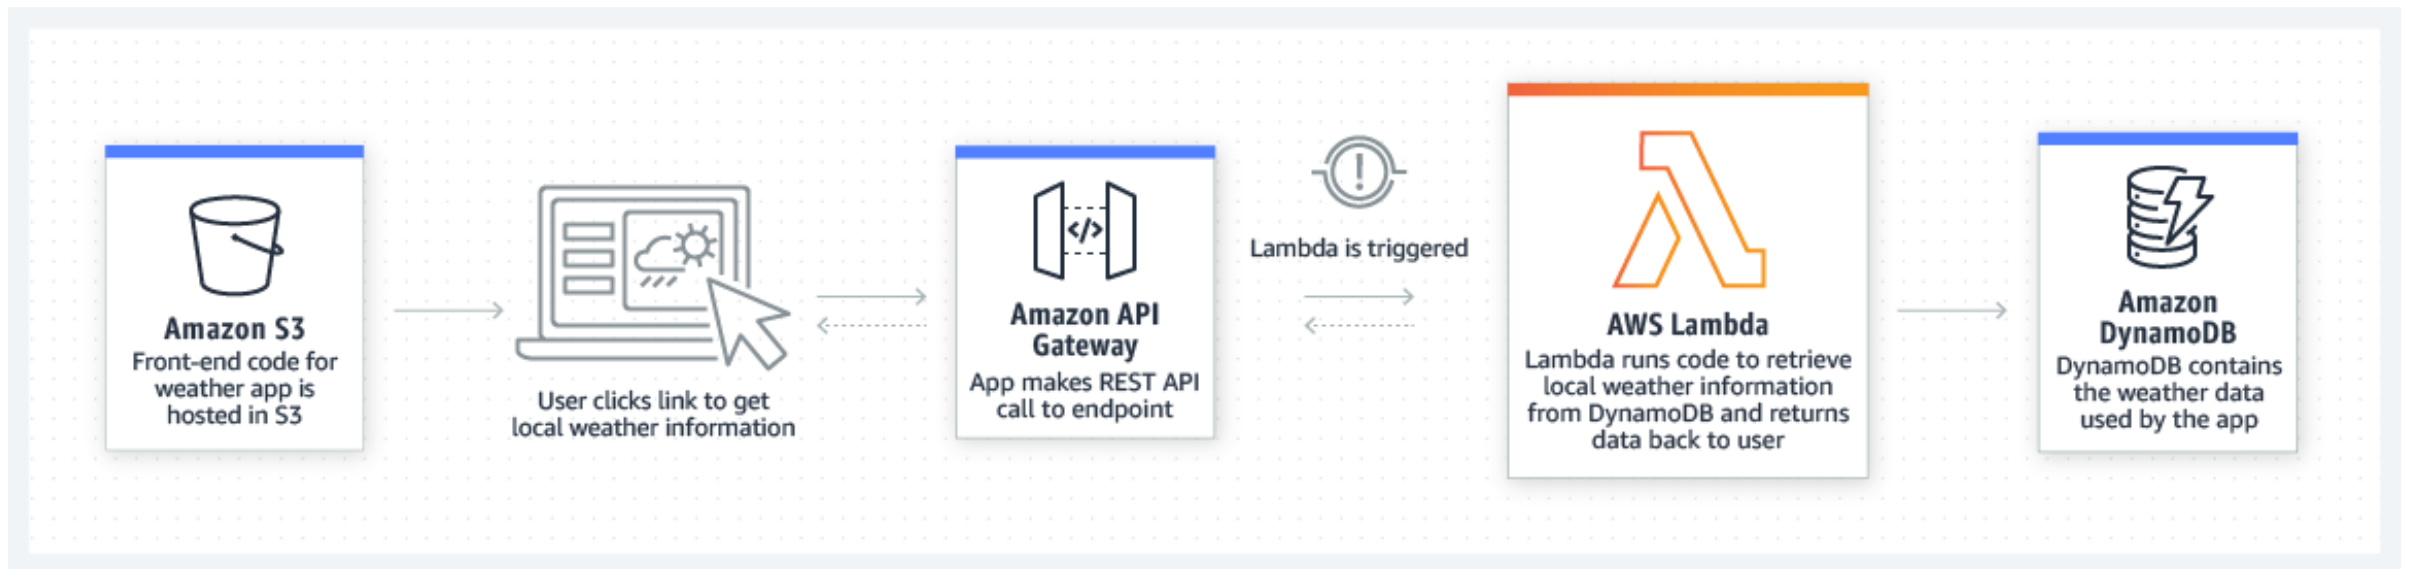 Amazon S3
Front-end code for
weather app is
hosted in S3
User clicks link to get
local weather information
</>
Amazon API
Gateway
App makes REST API
call to endpoint
Lambda is triggered
AWS Lambda
Lambda runs code to retrieve
local weather information
from DynamoDB and returns
data back to user
Amazon
DynamoDB
DynamoDB contains
the weather data
used by the app